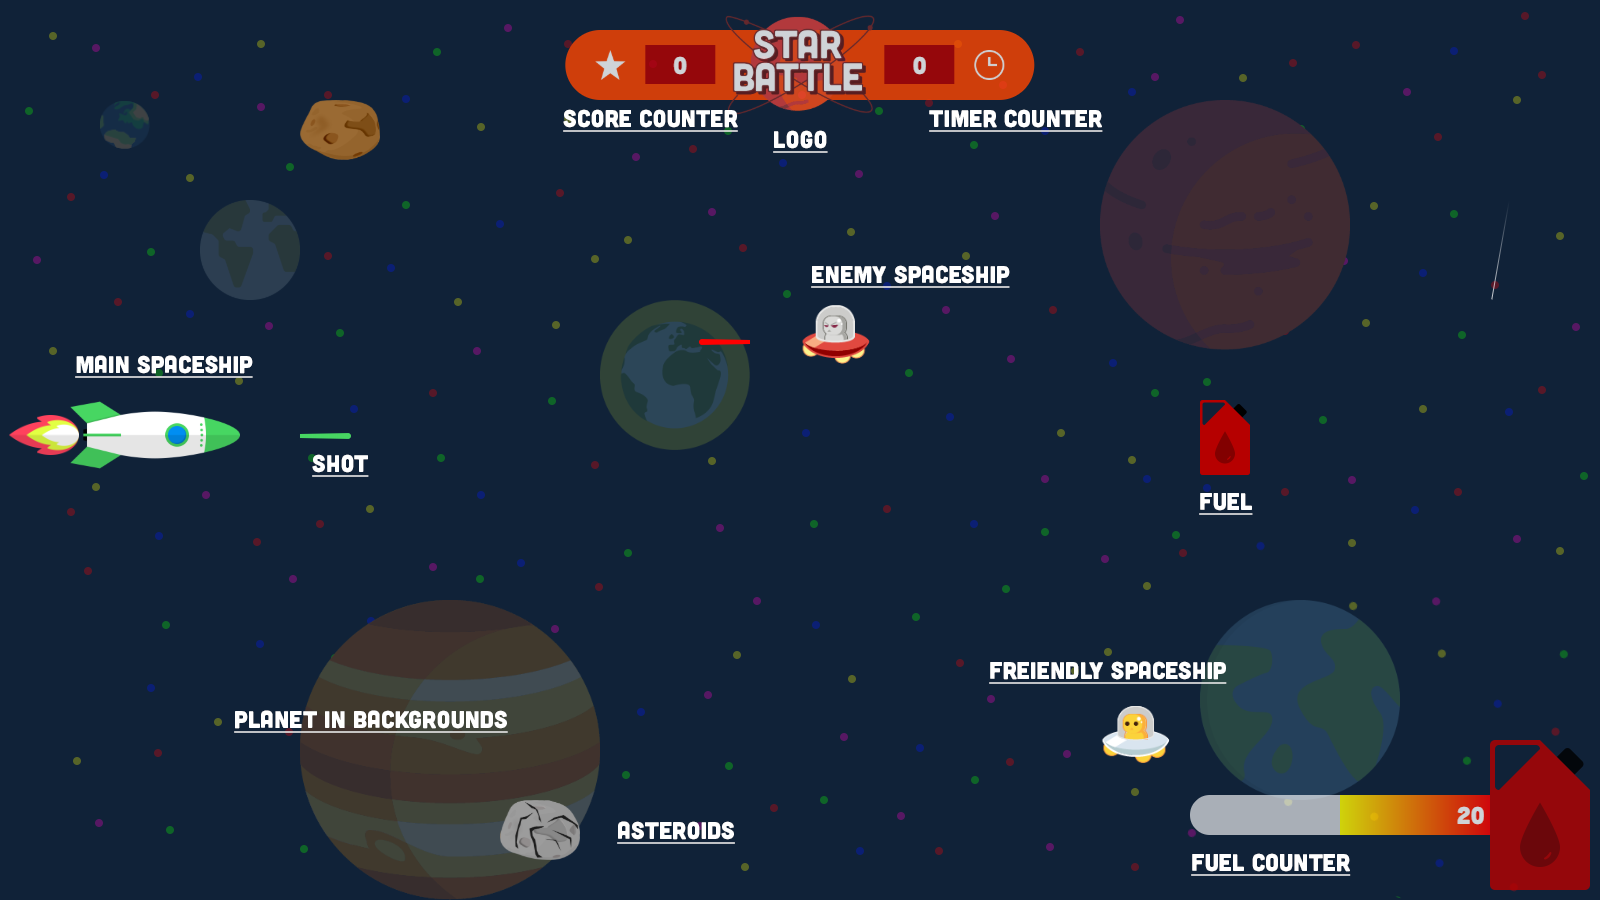 0
STAR
BATTLE
0
SCORE COUNTER
TIMER COUNTER
LOGO
ENEMY SPACESHIP
MAIN SPACESHIP
SHOT
FUEL
FREIENDLY SPACESHIP
PLANET IN BACKGROUNDS
20
ASTEROIDS
FUEL COUNTER